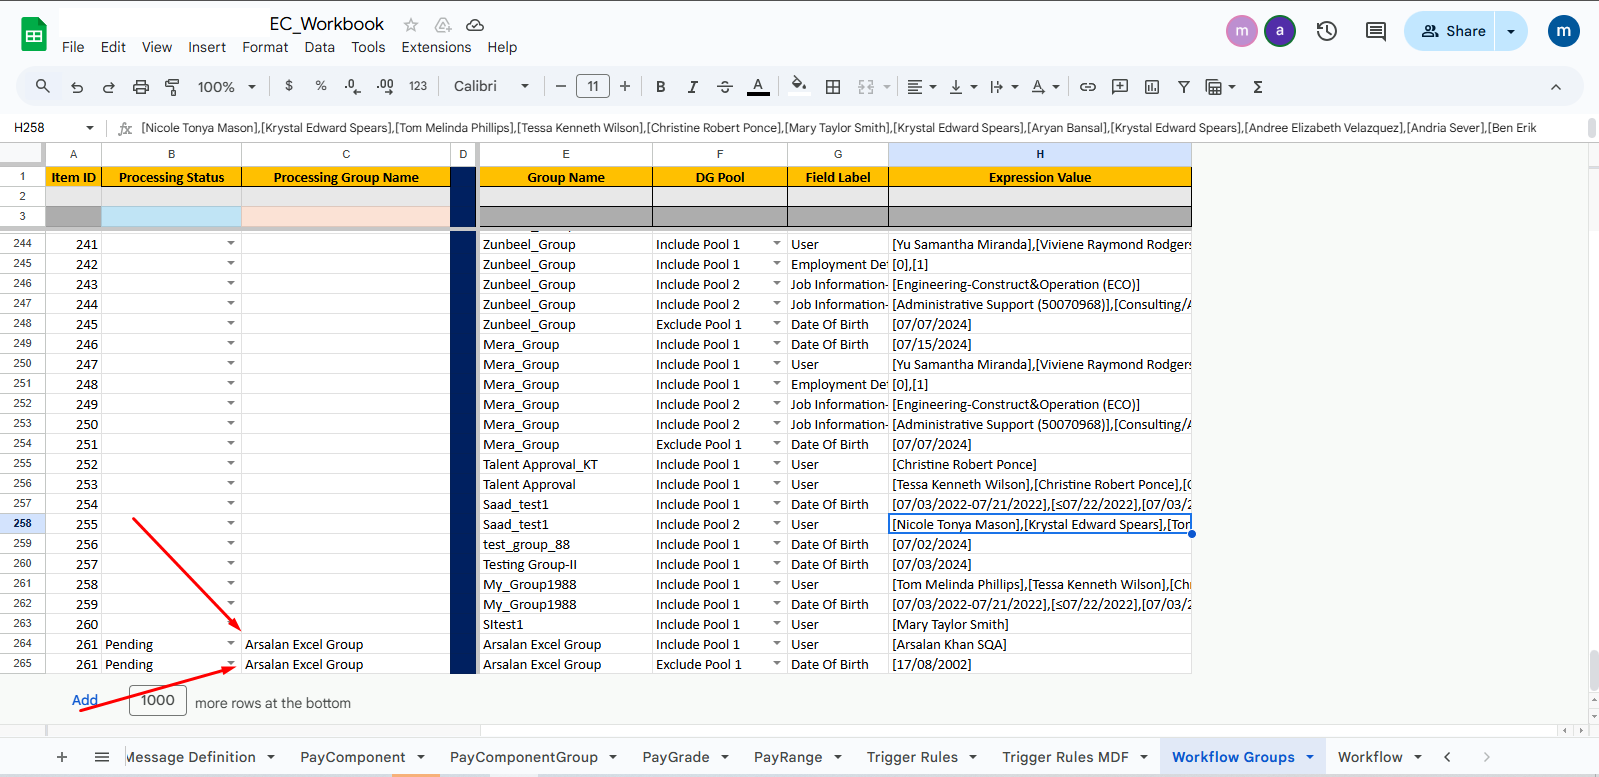 EC_Workbook
File Edit View Insert Format Data Tools Extensions Help
m a Share m
100% $ % .0 .00 123 Calibri 11 B I A A Σ
H258 fx [Nicole Tonya Mason],[Krystal Edward Spears],[Tom Melinda Phillips],[Tessa Kenneth Wilson],[Christine Robert Ponce],[Mary Taylor Smith],[Krystal Edward Spears],[Aryan Bansal],[Krystal Edward Spears],[Andree Elizabeth Velazquez],[Andria Sever],[Ben Erik
A B C D E F G H
1 Item ID Processing Status Processing Group Name Group Name DG Pool Field Label Expression Value
2
3
244 241 Zunbeel_Group Include Pool 1 User [Yu Samantha Miranda],[Viviene Raymond Rodgers
245 242 Zunbeel_Group Include Pool 1 Employment De [0],[1]
246 243 Zunbeel_Group Include Pool 2 Job Information- [Engineering-Construct&Operation (ECO)]
247 244 Zunbeel_Group Include Pool 2 Job Information- [Administrative Support (50070968)],[Consulting/A
248 245 Zunbeel_Group Exclude Pool 1 Date Of Birth [07/07/2024]
249 246 Mera_Group Include Pool 1 Date Of Birth [07/15/2024]
250 247 Mera_Group Include Pool 1 User [Yu Samantha Miranda],[Viviene Raymond Rodgers
251 248 Mera_Group Include Pool 1 Employment De [0],[1]
252 249 Mera_Group Include Pool 2 Job Information- [Engineering-Construct&Operation (ECO)]
253 250 Mera_Group Include Pool 2 Job Information- [Administrative Support (50070968)],[Consulting/A
254 251 Mera_Group Exclude Pool 1 Date Of Birth [07/07/2024]
255 252 Talent Approval_KT Include Pool 1 User [Christine Robert Ponce]
256 253 Talent Approval Include Pool 1 User [Tessa Kenneth Wilson],[Christine Robert Ponce],[C
257 254 Saad_test1 Include Pool 1 Date Of Birth [07/03/2022-07/21/2022],[≤07/22/2022],[07/03/2
258 255 Saad_test1 Include Pool 2 User [Nicole Tonya Mason],[Krystal Edward Spears],[Tor
259 256 test_group_88 Include Pool 1 Date Of Birth [07/02/2024]
260 257 Testing Group-II Include Pool 1 Date Of Birth [07/03/2024]
261 258 My_Group1988 Include Pool 1 User [Tom Melinda Phillips],[Tessa Kenneth Wilson],[Chr
262 259 My_Group1988 Include Pool 1 Date Of Birth [07/03/2022-07/21/2022],[≤07/22/2022],[07/03/2
263 260 SItest1 Include Pool 1 User [Mary Taylor Smith]
264 261 Pending Arsalan Excel Group Arsalan Excel Group Include Pool 1 User [Arsalan Khan SQA]
265 261 Pending Arsalan Excel Group Arsalan Excel Group Exclude Pool 1 Date Of Birth [17/08/2002]
Add 1000 more rows at the bottom
Message Definition PayComponent PayComponentGroup PayGrade PayRange Trigger Rules Trigger Rules MDF Workflow Groups Workflow